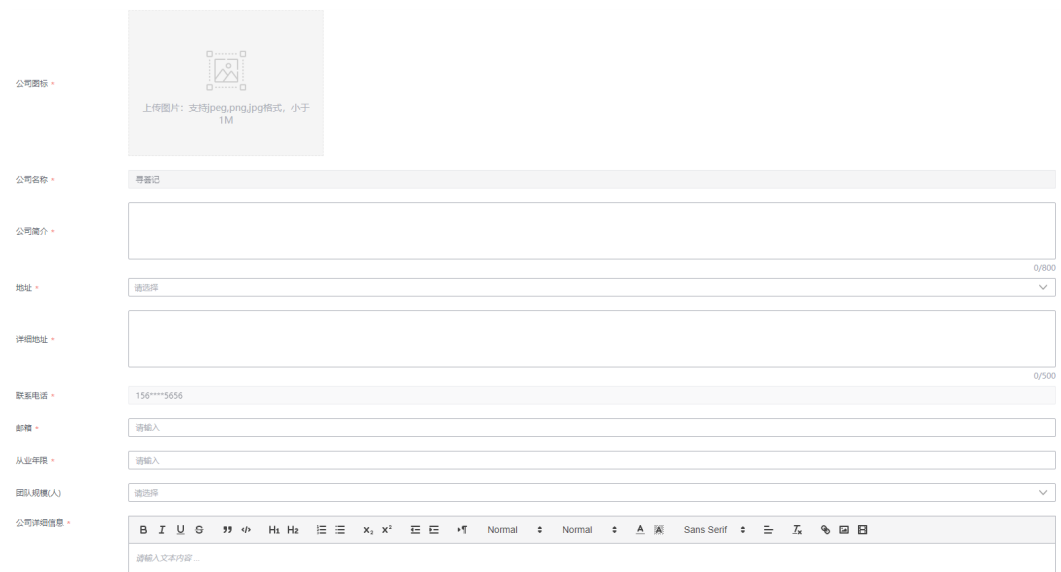 公司图标 *
上传图片：支持jpeg,png,jpg格式，小于
1M
公司名称 *
寻善记
公司简介 *
0/800
地址 *
请选择
详细地址 *
0/500
联系电话 *
156****5656
邮箱 *
请输入
从业年限 *
请输入
团队规模(人)
请选择
公司详细信息 *
B I U S H1 H2 x2 x2 Normal Normal A A Sans Serif Tx
请输入文本内容 ...